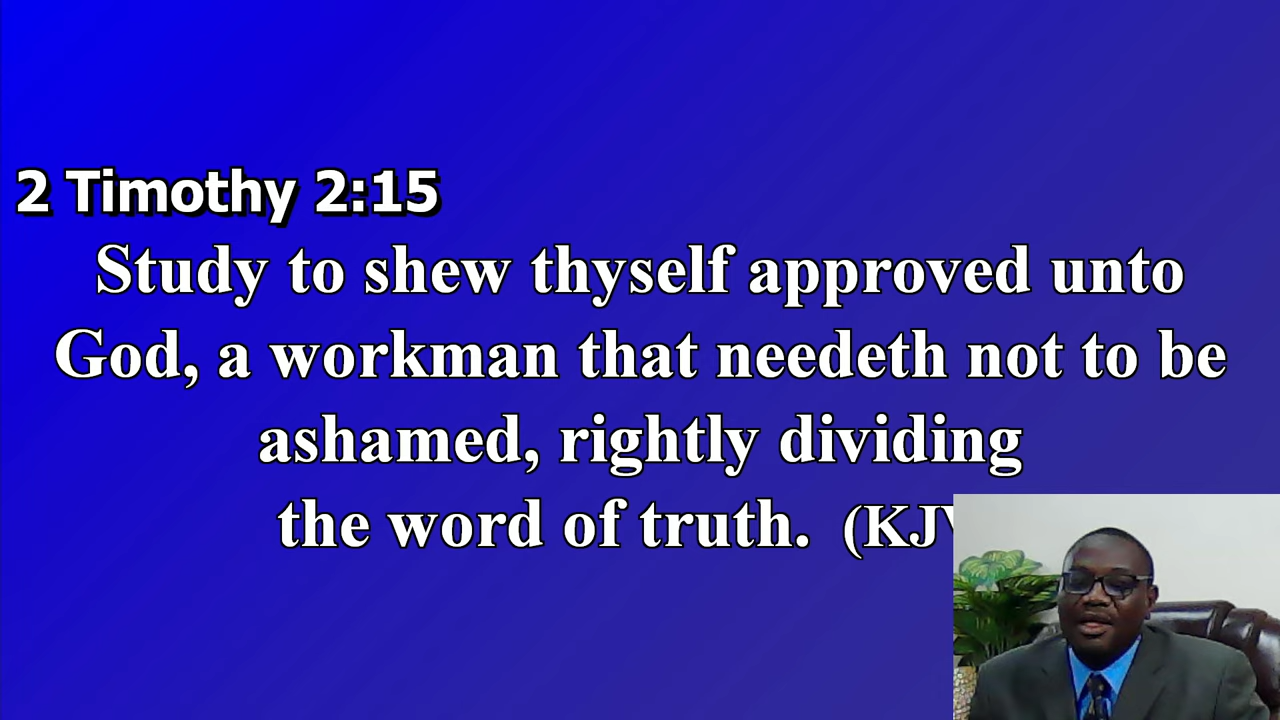 2 Timothy 2:15
Study to shew thyself approved unto
God, a workman that needeth not to be
ashamed, rightly dividing
the word of truth. (KJV